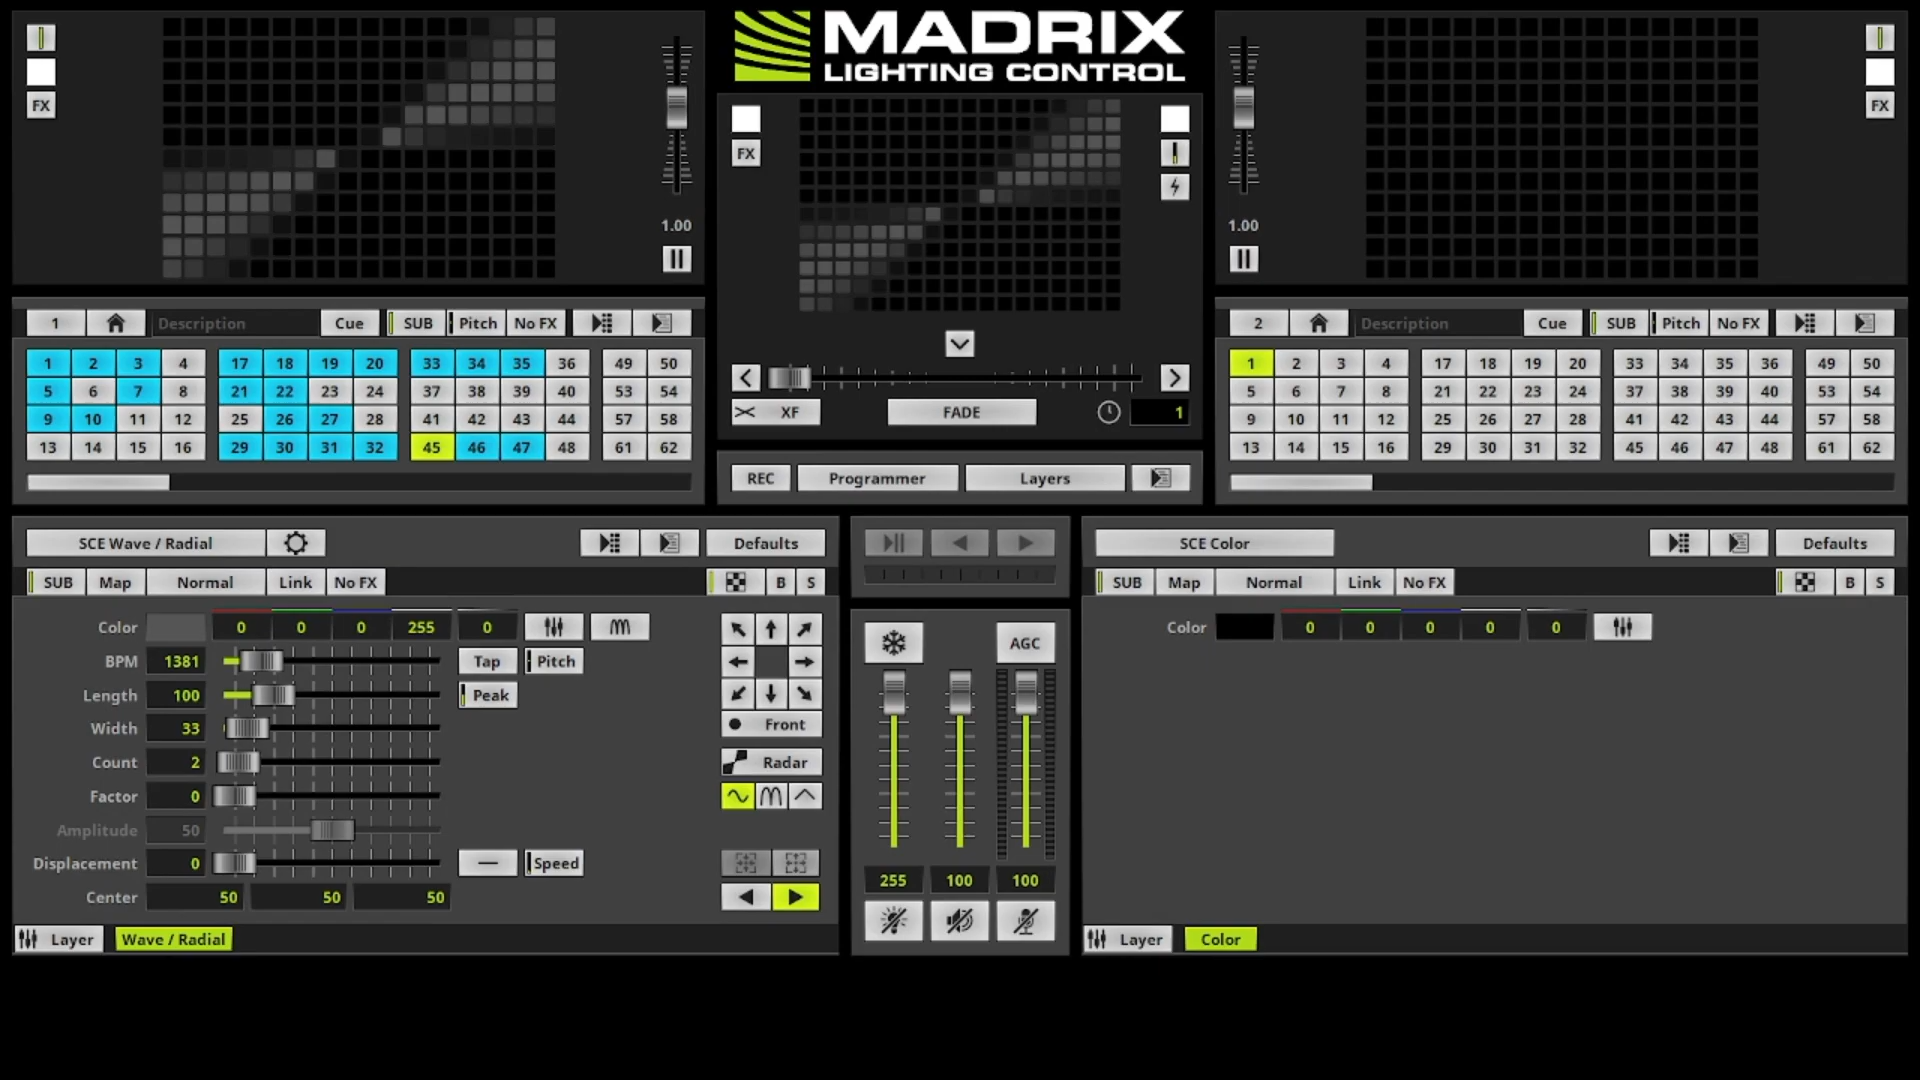 MADRIX
LIGHTING CONTROL
FX
FX
FX
1.00
1.00
1 Description Cue SUB Pitch No FX
1 2 3 4 17 18 19 20 33 34 35 36 49 50
5 6 7 8 21 22 23 24 37 38 39 40 53 54
9 10 11 12 25 26 27 28 41 42 43 44 57 58
13 14 15 16 29 30 31 32 45 46 47 48 61 62
XF FADE 1
REC Programmer Layers
2 Description Cue SUB Pitch No FX
1 2 3 4 17 18 19 20 33 34 35 36 49 50
5 6 7 8 21 22 23 24 37 38 39 40 53 54
9 10 11 12 25 26 27 28 41 42 43 44 57 58
13 14 15 16 29 30 31 32 45 46 47 48 61 62
SCE Wave / Radial Defaults
SUB Map Normal Link No FX B S
Color 0 0 0 255 0
BPM 1381 Tap Pitch
Length 100 Peak
Width 33 Front
Count 2 Radar
Factor 0
Amplitude 50
Displacement 0 Speed
Center 50 50 50
Layer Wave / Radial
AGC
255 100 100
SCE Color Defaults
SUB Map Normal Link No FX B S
Color 0 0 0 0 0
Layer Color